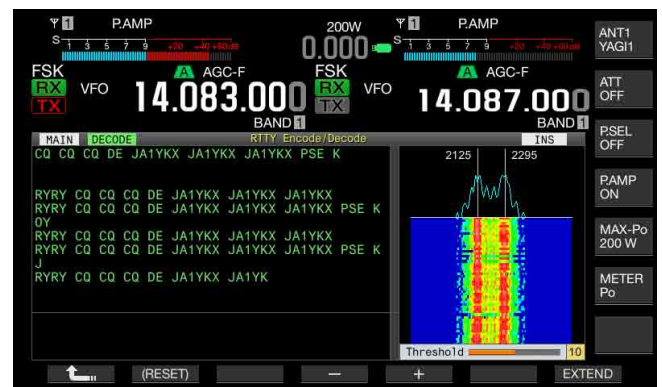 1 P.AMP 200W 1 P.AMP
S 1 3 5 7 9 +20 +40 +60dB 0.000 S 1 3 5 7 9 +20 +40 +60dB
FSK A AGC-F FSK A AGC-F
RX VFO 14.083.000 RX VFO 14.087.000
TX TX
BAND 1 BAND 1
MAIN DECODE RTTY Encode/Decode INS
CQ CQ CQ DE JA1YKX JA1YKX JA1YKX PSE K
RYRY CQ CQ CQ DE JA1YKX JA1YKX JA1YKX
RYRY CQ CQ CQ DE JA1YKX JA1YKX JA1YKX PSE K
OY
RYRY CQ CQ CQ DE JA1YKX JA1YKX JA1YKX
RYRY CQ CQ CQ DE JA1YKX JA1YKX JA1YKX PSE K
J
RYRY CQ CQ CQ DE JA1YKX JA1YK
2125 2295
Threshold 10
ANT1
YAGI1
ATT
OFF
P.SEL
OFF
P.AMP
ON
MAX-Po
200 W
METER
Po
(RESET) − + EXTEND